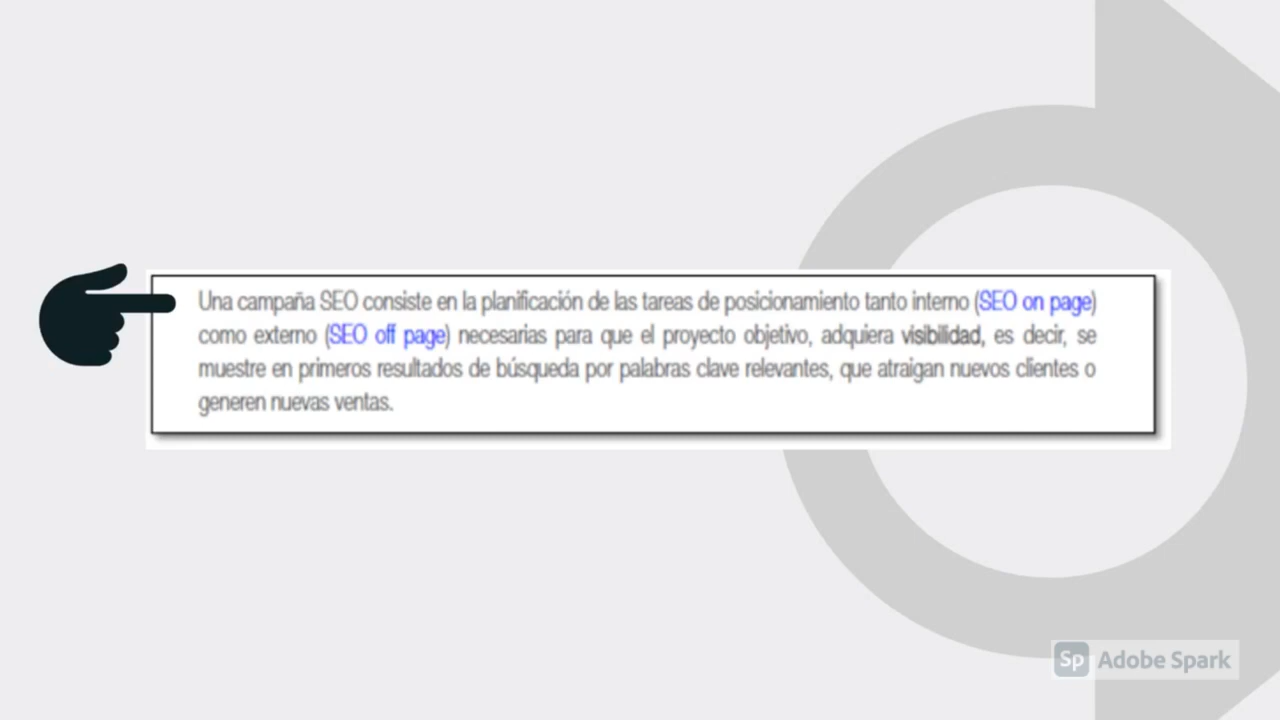 Una campaña SEO consiste en la planificación de las tareas de posicionamiento tanto interno (SEO on page)
como externo (SEO off page) necesarias para que el proyecto objetivo, adquiera visibilidad, es decir, se
muestre en primeros resultados de búsqueda por palabras clave relevantes, que atraigan nuevos clientes o
generen nuevas ventas.
Sp Adobe Spark